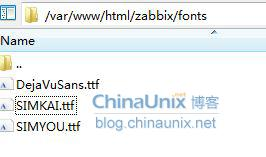 /var/www/html/zabbix/fonts
Name
..
DejaVuSans.ttf
SIMKAI.ttf
SIMYOU.ttf
ChinaUnix 博客
blog.chinaunix.net